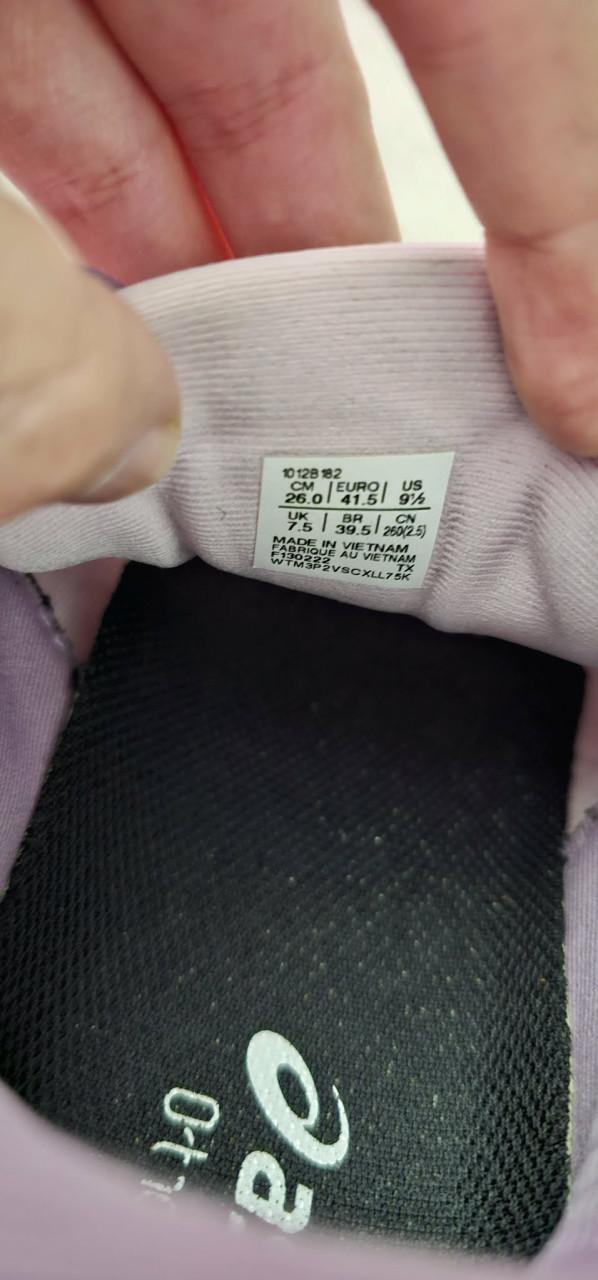 1012B182
CM EURO US
26.0 41.5 9½
UK BR CN
7.5 39.5 260(2.5)
MADE IN VIETNAM
FABRIQUE AU VIETNAM
F130222 TX
WTM3P2VSCXLL75K